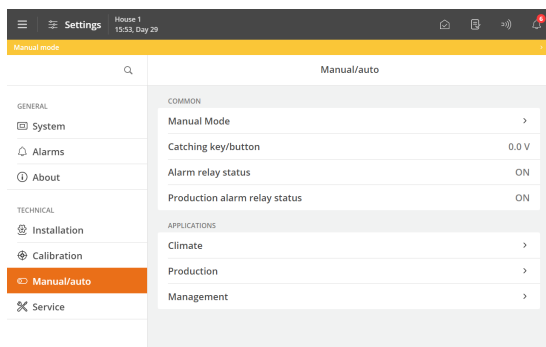 Settings
House 1
15:53, Day 29
6
Manual mode
Manual/auto
GENERAL
System
Alarms
About
TECHNICAL
Installation
Calibration
Manual/auto
Service
COMMON
Manual Mode
Catching key/button 0.0 V
Alarm relay status ON
Production alarm relay status ON
APPLICATIONS
Climate
Production
Management